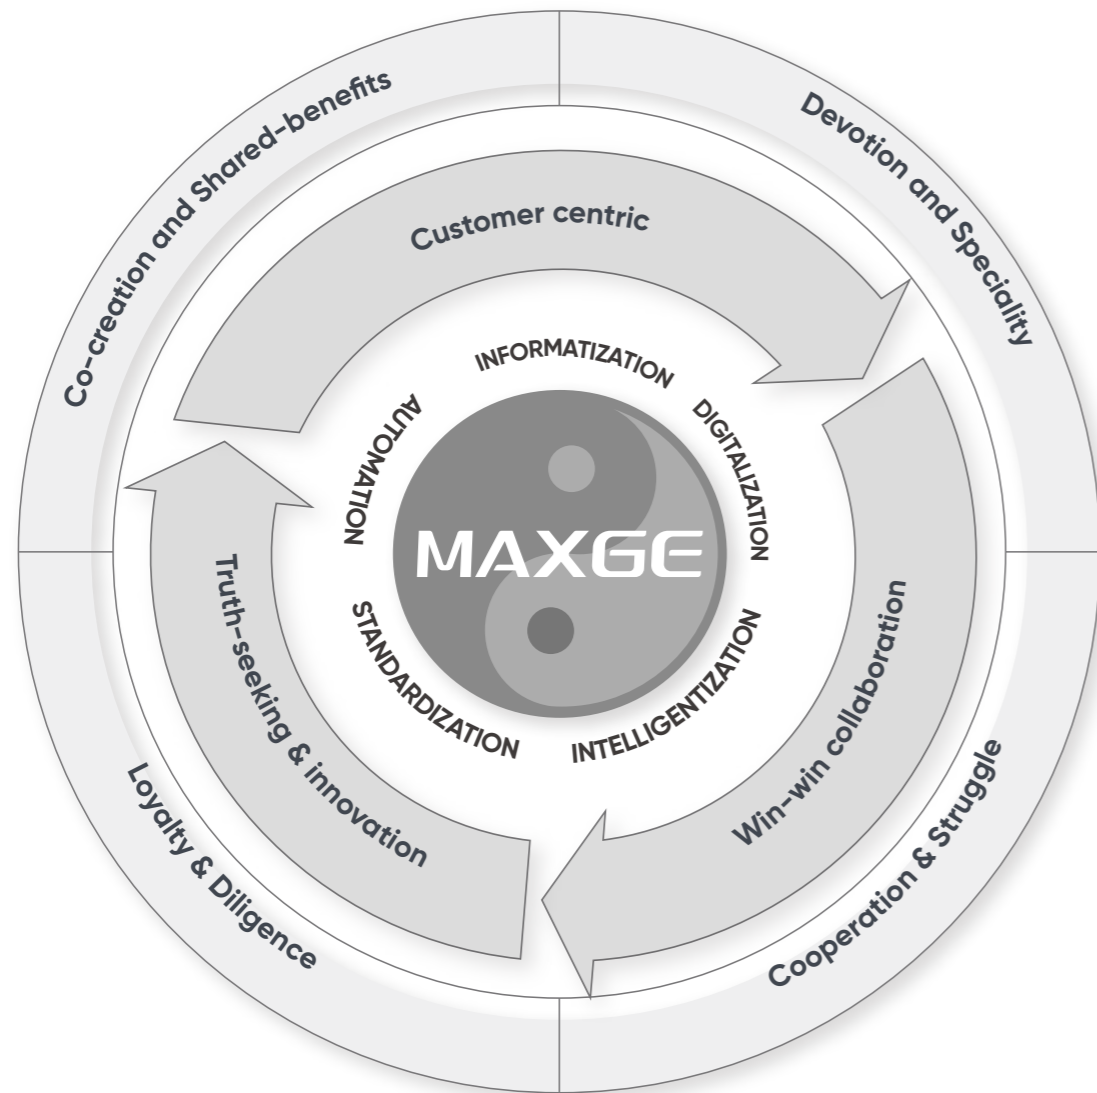 Co-creation and Shared-benefits
Devotion and Speciality
Customer centric
INFORMATIZATION
AUTOMATION
DIGITALIZATION
MAXGE
STANDARDIZATION
INTELLIGENTIZATION
Truth-seeking & innovation
Win-win collaboration
Loyalty & Diligence
Cooperation & Struggle